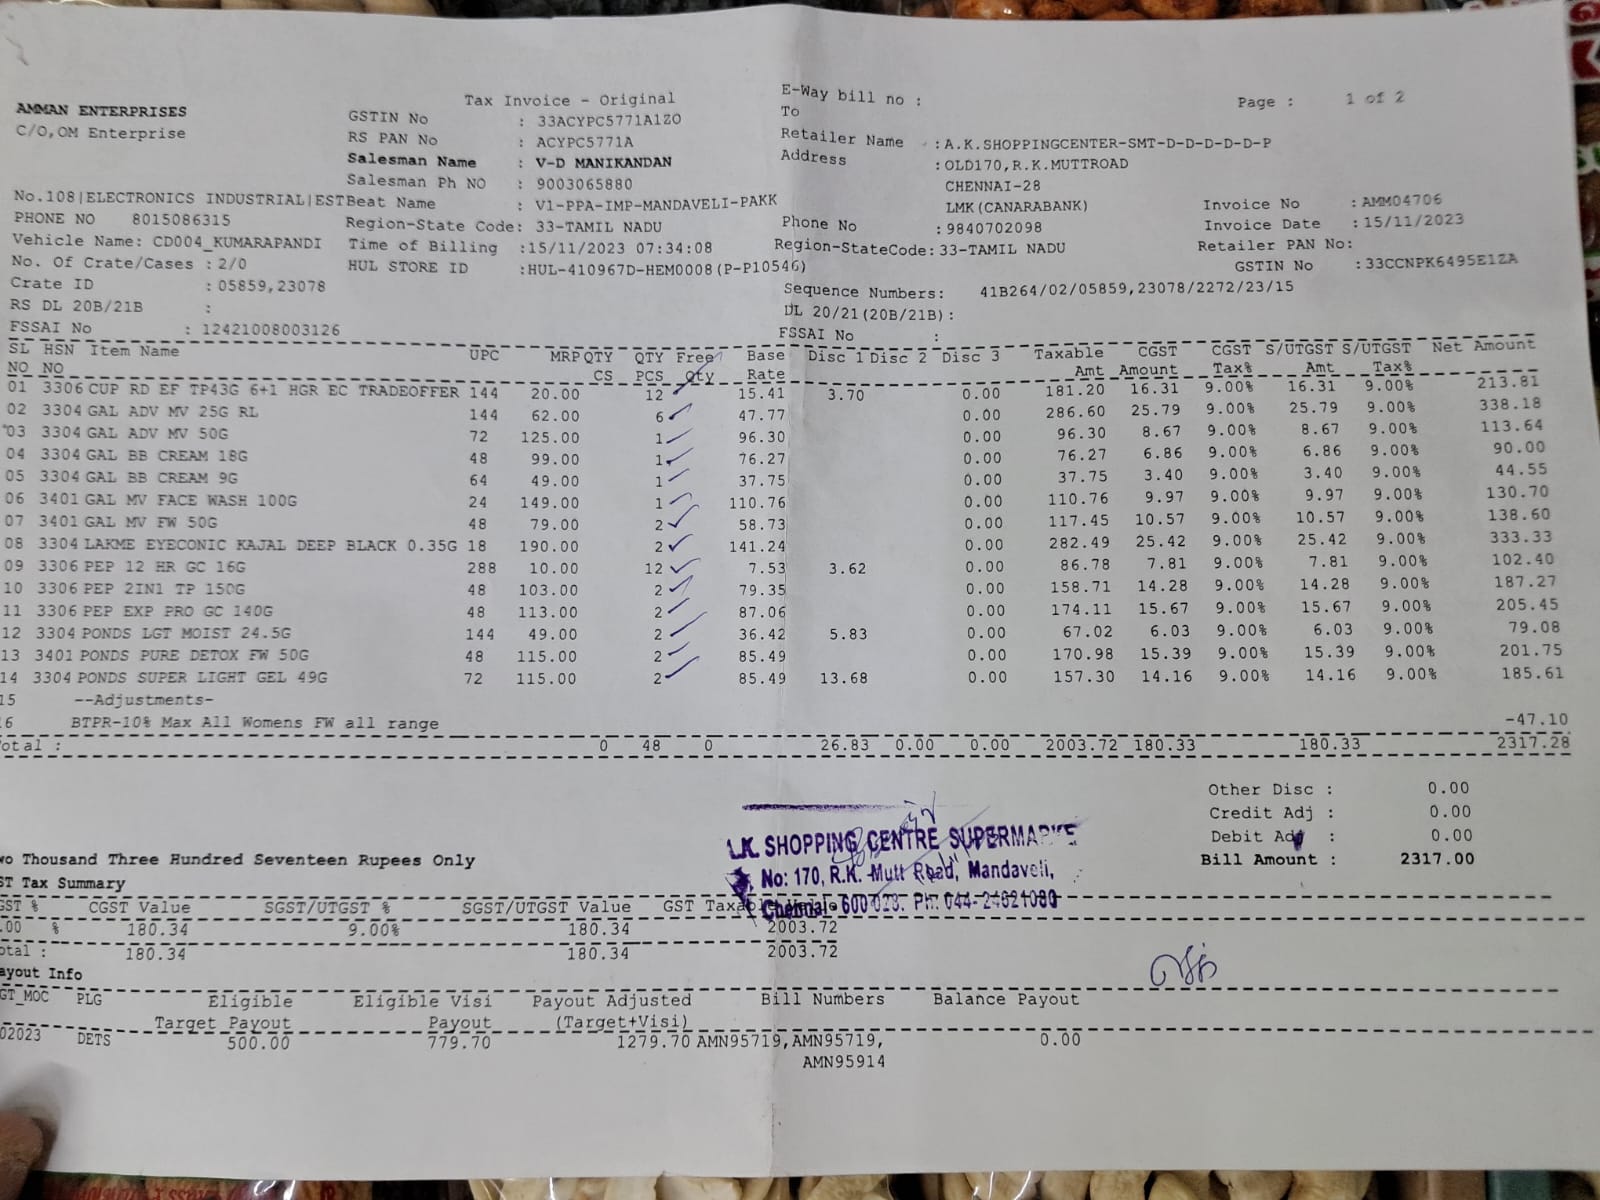 Tax Invoice - Original
E-Way bill no :
Page : 1 of 2
AMMAN ENTERPRISES
C/O,OM Enterprise
No.108|ELECTRONICS INDUSTRIAL|EST
PHONE NO 8015086315
Vehicle Name: CD004_KUMARAPANDI
No. Of Crate/Cases : 2/0
Crate ID : 05859,23078
RS DL 20B/21B :
FSSAI No : 12421008003126
GSTIN No : 33ACYPC5771A1ZO
RS PAN No : ACYPC5771A
Salesman Name : V-D MANIKANDAN
Salesman Ph NO : 9003065880
Beat Name : V1-PPA-IMP-MANDAVELI-PAKK
Region-State Code: 33-TAMIL NADU
Time of Billing :15/11/2023 07:34:08
HUL STORE ID :HUL-410967D-HEM0008(P-P10546)
To
Retailer Name :A.K.SHOPPINGCENTER-SMT-D-D-D-D-D-P
Address :OLD170,R.K.MUTTROAD
CHENNAI-28
LMK(CANARABANK)
Phone No :9840702098
Region-StateCode:33-TAMIL NADU
Invoice No :AMM04706
Invoice Date :15/11/2023
Retailer PAN No:
GSTIN No :33CCNPK6495E1ZA
Sequence Numbers: 41B264/02/05859,23078/2272/23/15
DL 20/21(20B/21B):
FSSAI No :
SL HSN Item Name UPC MRP QTY QTY Free Base Disc 1 Disc 2 Disc 3 Taxable CGST CGST S/UTGST S/UTGST Net Amount
NO NO CS PCS Qty Rate Amt Amount Tax% Amt Tax%
01 3306 CUP RD EF TP43G 6+1 HGR EC TRADEOFFER 144 20.00 12 15.41 3.70 0.00 181.20 16.31 9.00% 16.31 9.00% 213.81
02 3304 GAL ADV MV 25G RL 144 62.00 6 47.77 0.00 286.60 25.79 9.00% 25.79 9.00% 338.18
03 3304 GAL ADV MV 50G 72 125.00 1 96.30 0.00 96.30 8.67 9.00% 8.67 9.00% 113.64
04 3304 GAL BB CREAM 18G 48 99.00 1 76.27 0.00 76.27 6.86 9.00% 6.86 9.00% 90.00
05 3304 GAL BB CREAM 9G 64 49.00 1 37.75 0.00 37.75 3.40 9.00% 3.40 9.00% 44.55
06 3401 GAL MV FACE WASH 100G 24 149.00 1 110.76 0.00 110.76 9.97 9.00% 9.97 9.00% 130.70
07 3401 GAL MV FW 50G 48 79.00 2 58.73 0.00 117.45 10.57 9.00% 10.57 9.00% 138.60
08 3304 LAKME EYECONIC KAJAL DEEP BLACK 0.35G 18 190.00 2 141.24 0.00 282.49 25.42 9.00% 25.42 9.00% 333.33
09 3306 PEP 12 HR GC 16G 288 10.00 12 7.53 3.62 0.00 86.78 7.81 9.00% 7.81 9.00% 102.40
10 3306 PEP 2IN1 TP 150G 48 103.00 2 79.35 0.00 158.71 14.28 9.00% 14.28 9.00% 187.27
11 3306 PEP EXP PRO GC 140G 48 113.00 2 87.06 0.00 174.11 15.67 9.00% 15.67 9.00% 205.45
12 3304 PONDS LGT MOIST 24.5G 144 49.00 2 36.42 5.83 0.00 67.02 6.03 9.00% 6.03 9.00% 79.08
13 3401 PONDS PURE DETOX FW 50G 48 115.00 2 85.49 0.00 170.98 15.39 9.00% 15.39 9.00% 201.75
14 3304 PONDS SUPER LIGHT GEL 49G 72 115.00 2 85.49 13.68 0.00 157.30 14.16 9.00% 14.16 9.00% 185.61
15 --Adjustments-
6 BTPR-10% Max All Womens FW all range -47.10
otal : 0 48 0 26.83 0.00 0.00 2003.72 180.33 180.33 2317.28
Other Disc : 0.00
Credit Adj : 0.00
Debit Adj : 0.00
Bill Amount : 2317.00
A.K. SHOPPING CENTRE SUPERMARKE
No: 170, R.K. Mutt Road, Mandaveli,
Chennai- 600 028. Ph: 044-24621080
wo Thousand Three Hundred Seventeen Rupees Only
ST Tax Summary
GST % CGST Value SGST/UTGST % SGST/UTGST Value GST Taxable Value
.00 % 180.34 9.00% 180.34 2003.72
otal : 180.34 180.34 2003.72
ayout Info
GT_MOC PLG Eligible Eligible Visi Payout Adjusted Bill Numbers Balance Payout
Target Payout Payout (Target+Visi)
02023 DETS 500.00 779.70 1279.70 AMN95719,AMN95719, 0.00
AMN95914